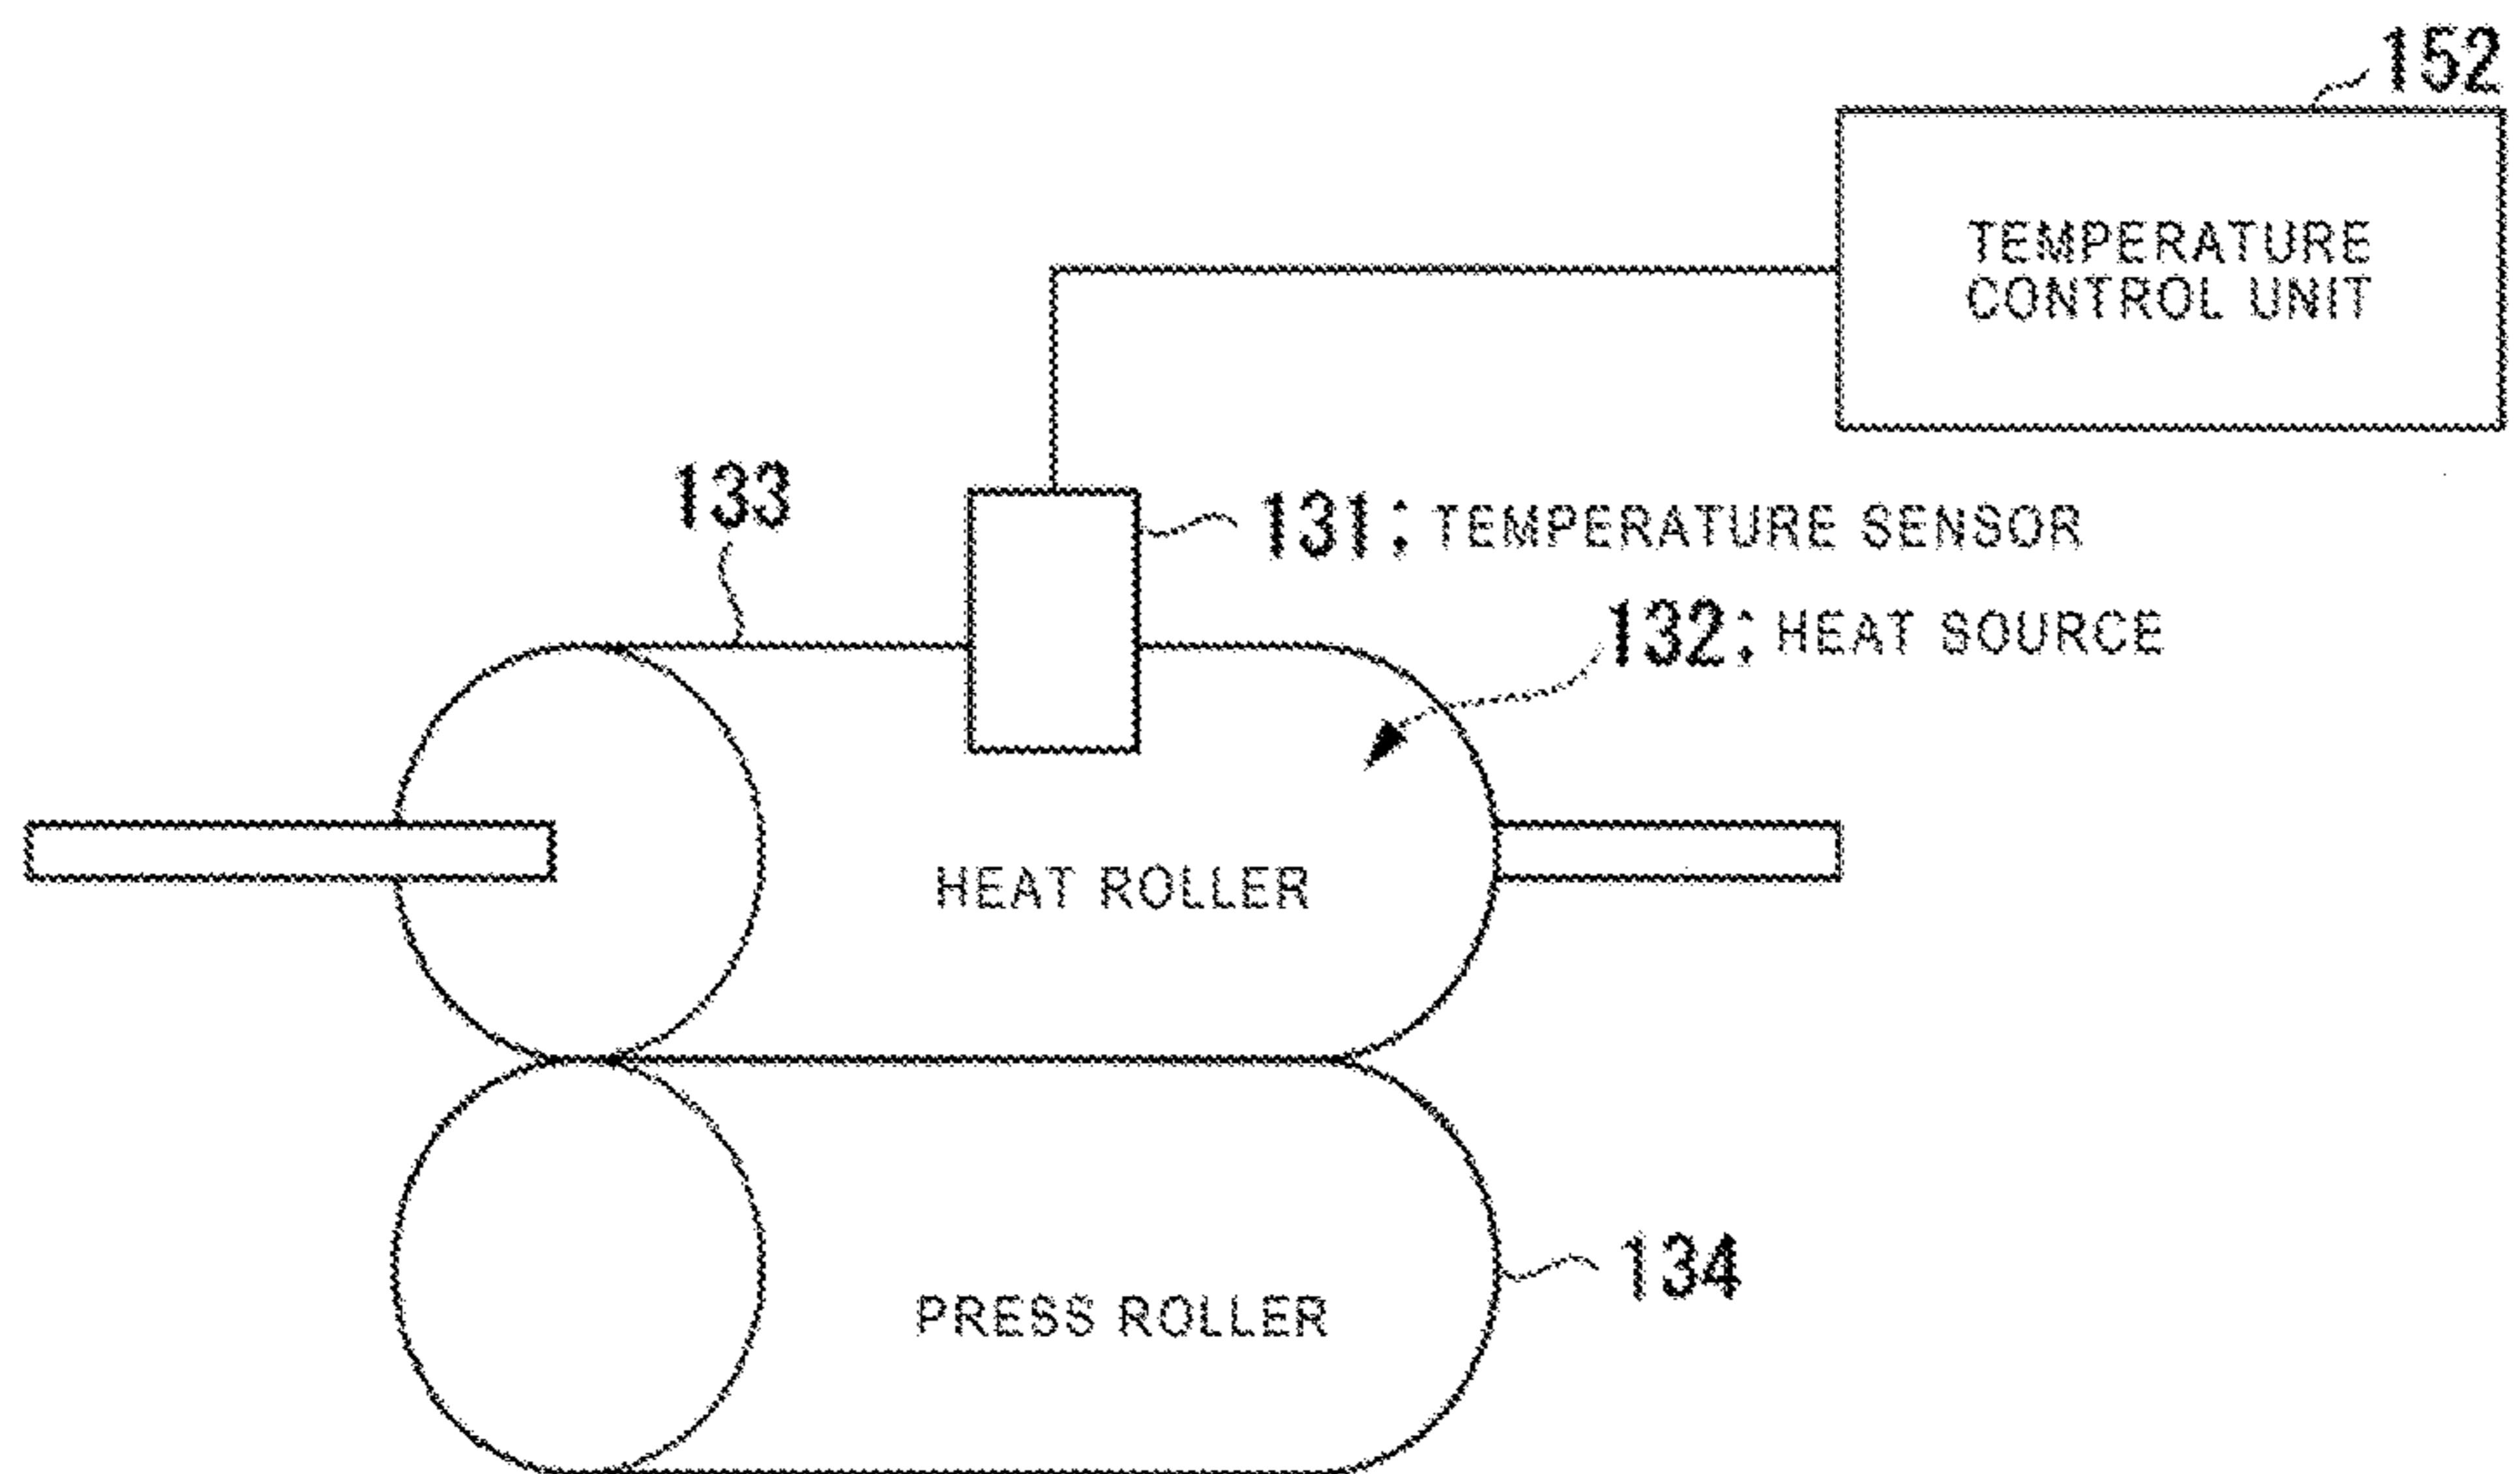 152
TEMPERATURE
CONTROL UNIT
133
131: TEMPERATURE SENSOR
132: HEAT SOURCE
HEAT ROLLER
134
PRESS ROLLER